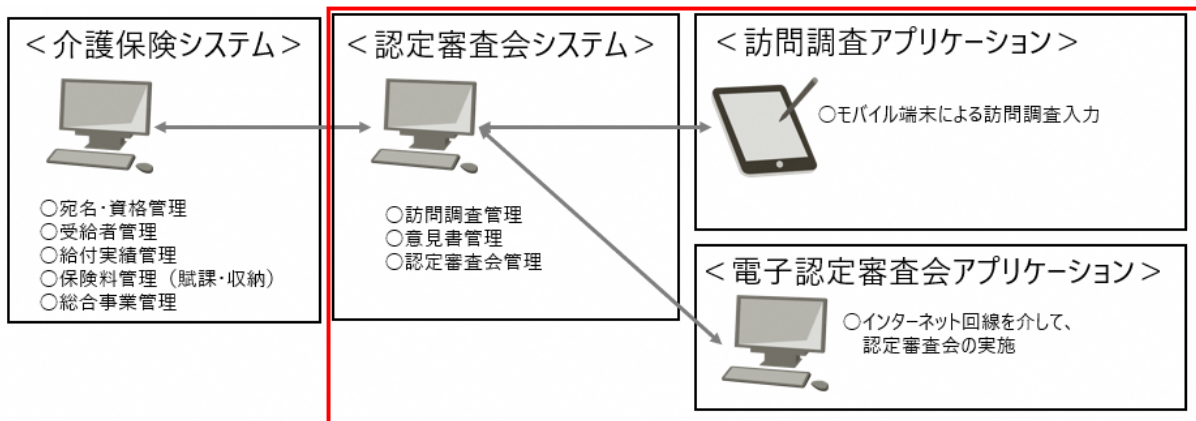 ＜介護保険システム＞
○宛名・資格管理
○受給者管理
○給付実績管理
○保険料管理（賦課・収納）
○総合事業管理
＜認定審査会システム＞
○訪問調査管理
○意見書管理
○認定審査会管理
＜訪問調査アプリケーション＞
○モバイル端末による訪問調査入力
＜電子認定審査会アプリケーション＞
○インターネット回線を介して、
認定審査会の実施